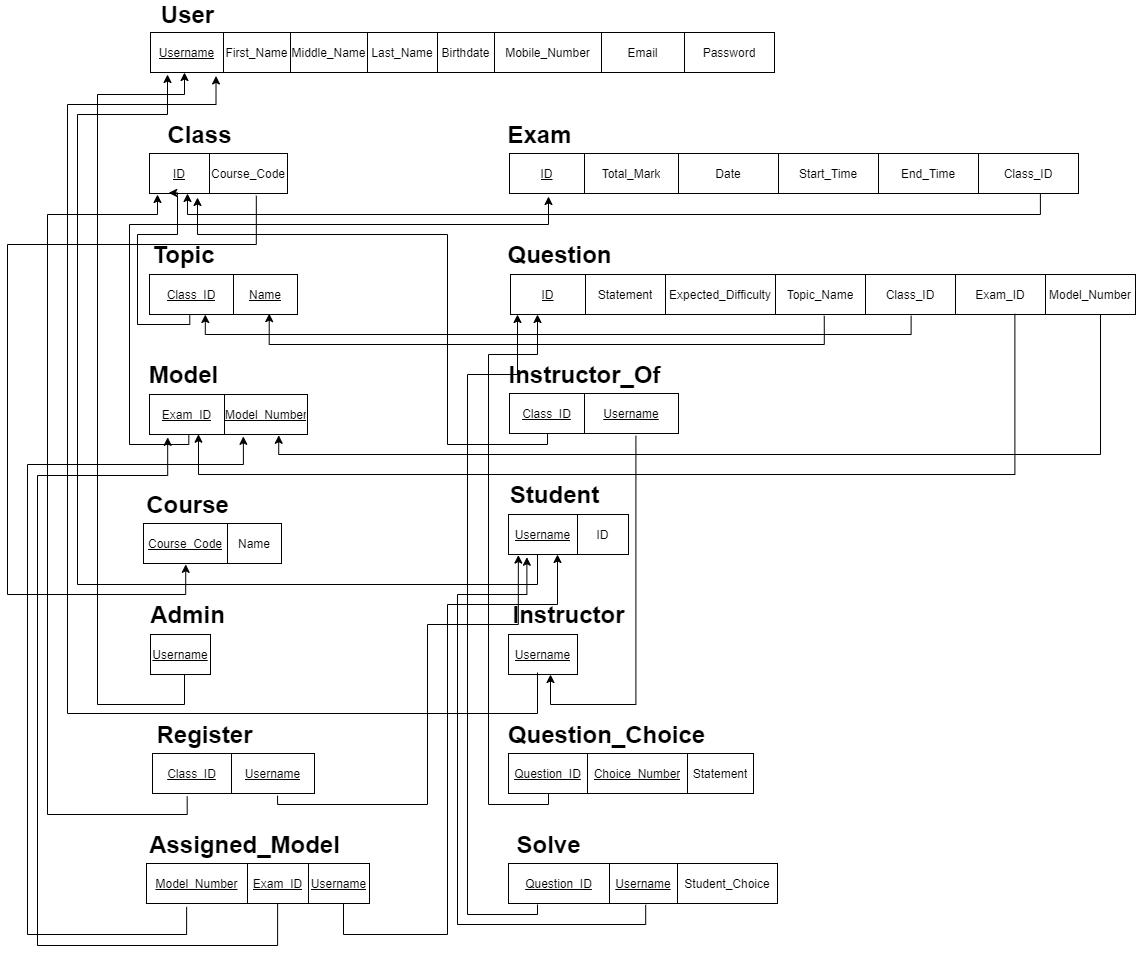 User
Username First_Name Middle_Name Last_Name Birthdate Mobile_Number Email Password
Class
ID Course_Code
Exam
ID Total_Mark Date Start_Time End_Time Class_ID
Topic
Class_ID Name
Question
ID Statement Expected_Difficulty Topic_Name Class_ID Exam_ID Model_Number
Model
Exam_ID Model_Number
Instructor_Of
Class_ID Username
Course
Course_Code Name
Student
Username ID
Admin
Username
Instructor
Username
Register
Class_ID Username
Question_Choice
Question_ID Choice_Number Statement
Assigned_Model
Model_Number Exam_ID Username
Solve
Question_ID Username Student_Choice